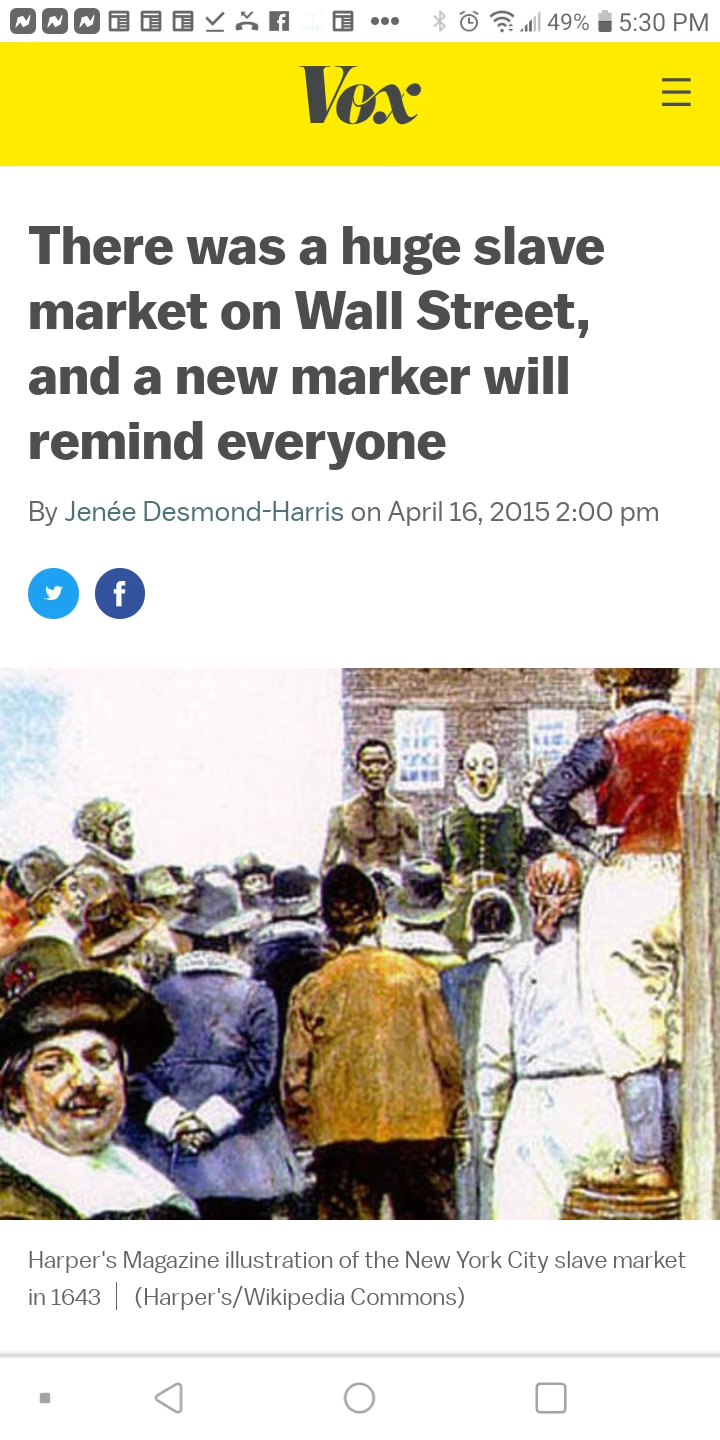 49% 5:30 PM
Vox
There was a huge slave
market on Wall Street,
and a new marker will
remind everyone
By Jenée Desmond-Harris on April 16, 2015 2:00 pm
Harper's Magazine illustration of the New York City slave market
in 1643 | (Harper's/Wikipedia Commons)